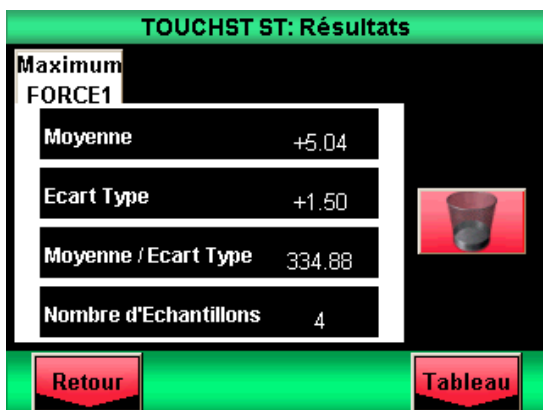 TOUCHST ST: Résultats
Maximum
FORCE1
Moyenne +5.04
Ecart Type +1.50
Moyenne / Ecart Type 334.88
Nombre d'Echantillons 4
Retour Tableau